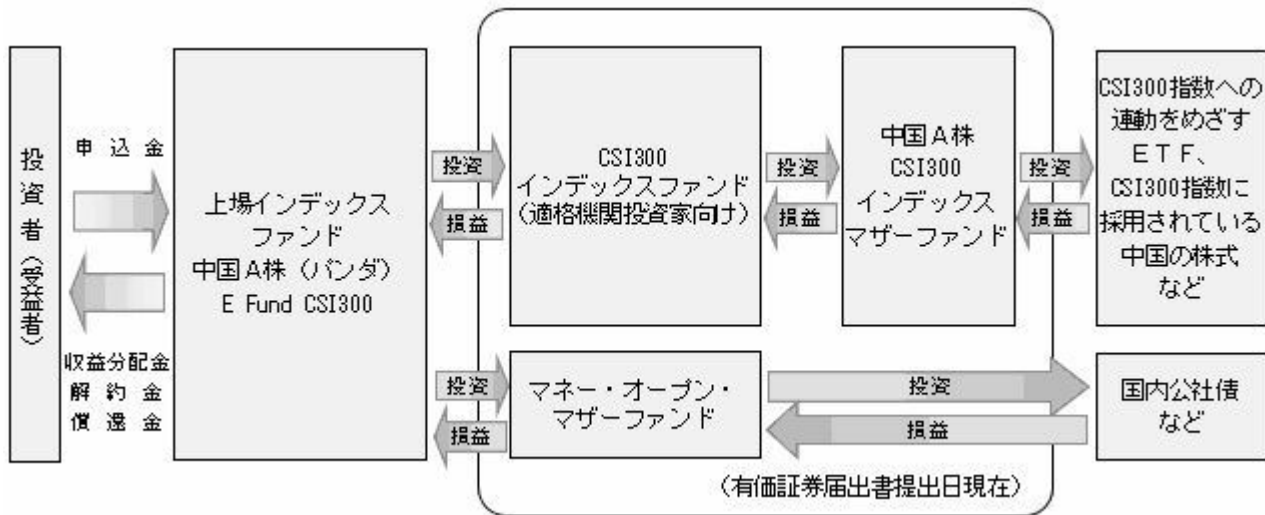 投資者(受益者)
申込金
収益分配金
解約金
償還金
上場インデックス
ファンド
中国A株(パンダ)
E Fund CSI300
投資
損益
CSI300
インデックスファンド
(適格機関投資家向け)
投資
損益
中国A株
CSI300
インデックス
マザーファンド
投資
損益
CSI300指数への
連動をめざす
ETF、
CSI300指数に
採用されている
中国の株式
など
投資
損益
マネー・オープン・
マザーファンド
投資
損益
国内公社債
など
(有価証券届出書提出日現在)